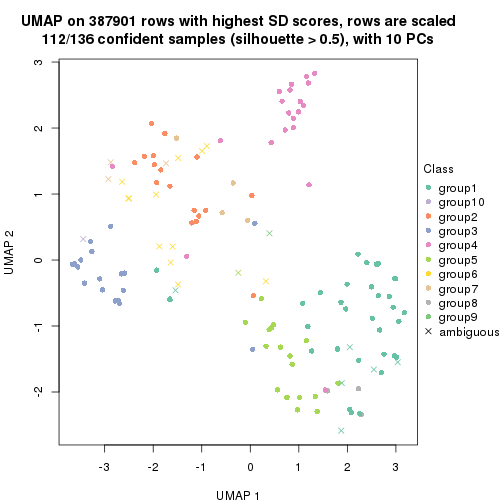 UMAP on 387901 rows with highest SD scores, rows are scaled
112/136 confident samples (silhouette > 0.5), with 10 PCs
3
2
1
0
-1
-2
UMAP 2
-3
-2
-1
0
1
2
3
UMAP 1
Class
group1
group10
group2
group3
group4
group5
group6
group7
group8
group9
ambiguous